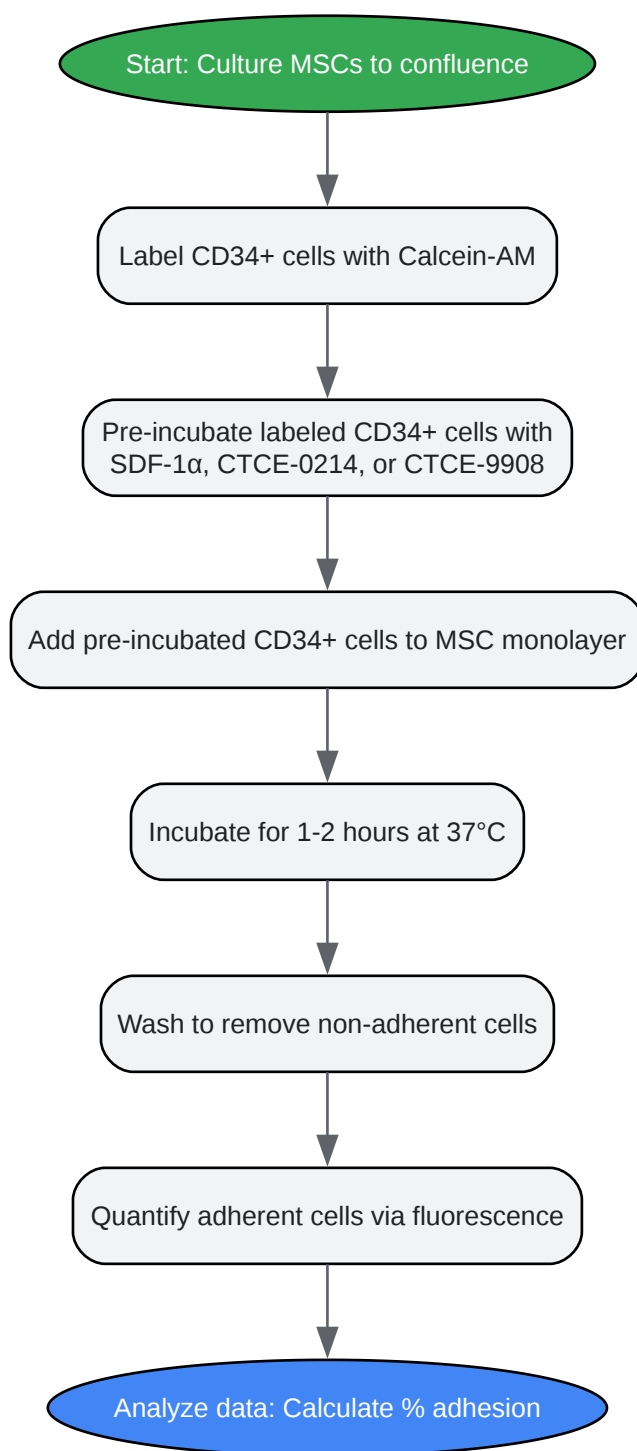 Start: Culture MSCs to confluence
Label CD34+ cells with Calcein-AM
Pre-incubate labeled CD34+ cells with
SDF-1α, CTCE-0214, or CTCE-9908
Add pre-incubated CD34+ cells to MSC monolayer
Incubate for 1-2 hours at 37°C
Wash to remove non-adherent cells
Quantify adherent cells via fluorescence
Analyze data: Calculate % adhesion